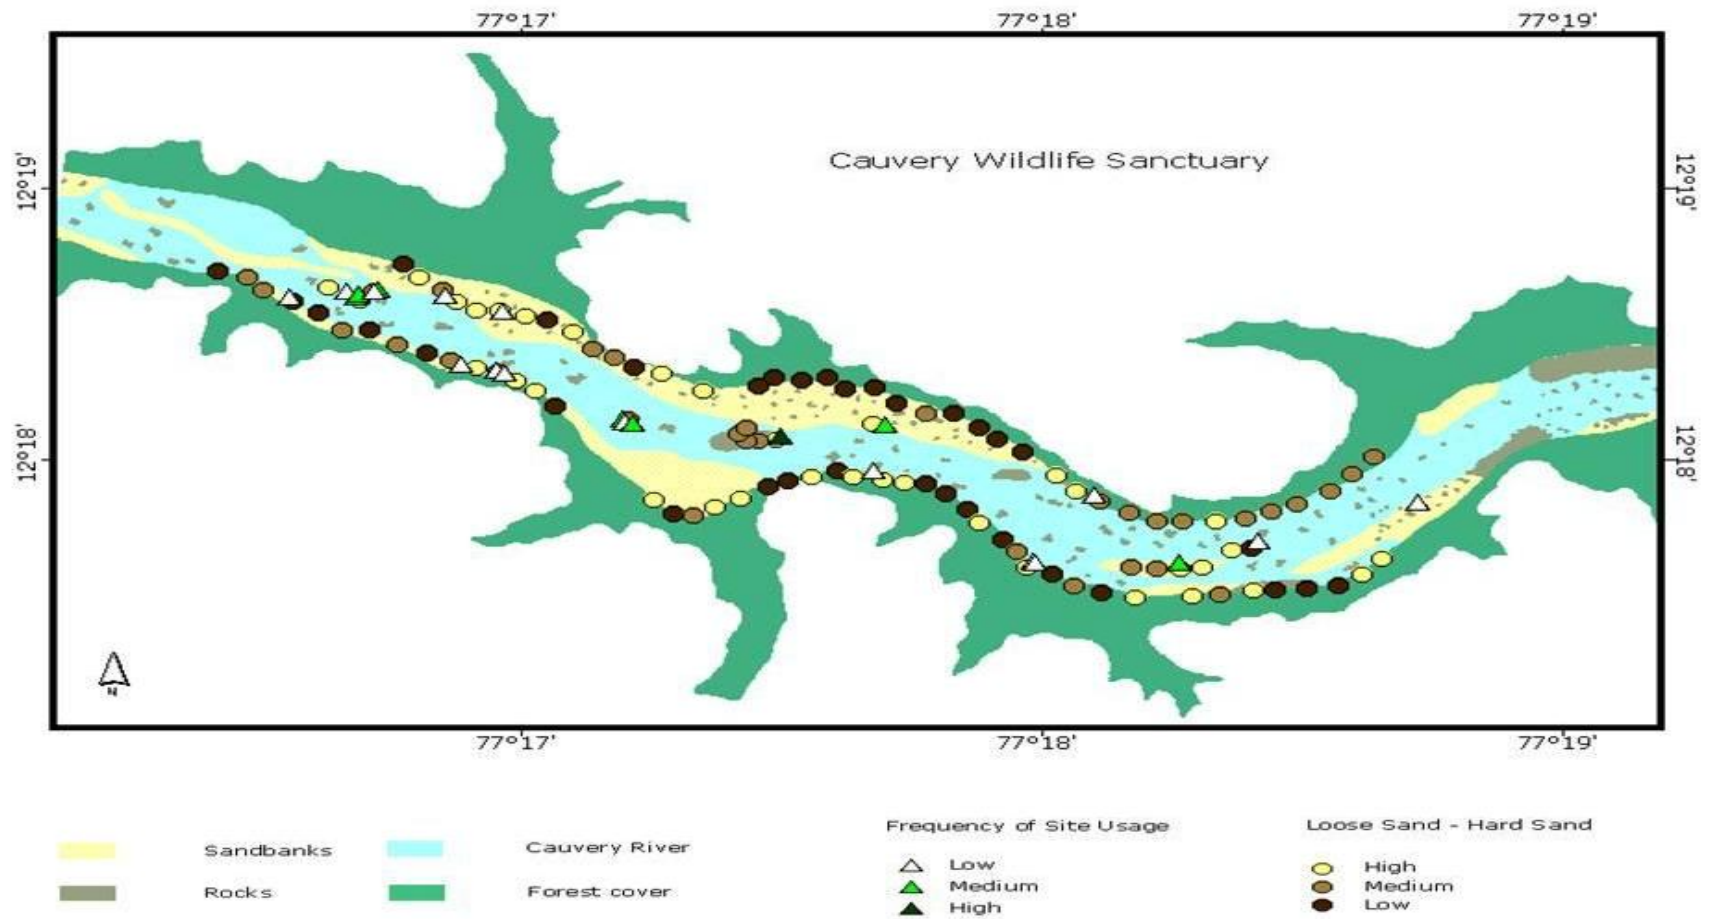 77°17' 77°18' 77°19'
Cauvery Wildlife Sanctuary
12°19' 12°19'
12°18' 12°18'
N
77°17' 77°18' 77°19'
Frequency of Site Usage Loose Sand - Hard Sand
Sandbanks Cauvery River
Low High
Medium Medium
Rocks Forest cover
High Low